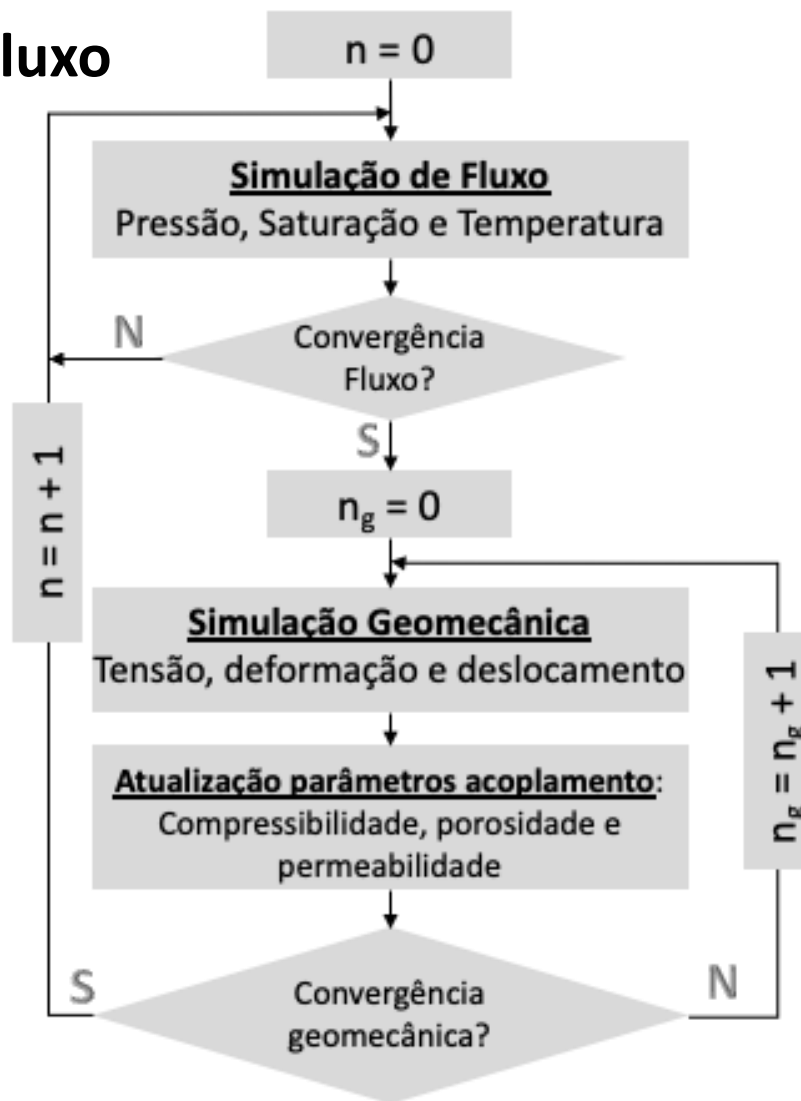 luxo
n = 0
Simulação de Fluxo
Pressão, Saturação e Temperatura
N
Convergência
Fluxo?
S
n = n + 1
n_g = 0
Simulação Geomecânica
Tensão, deformação e deslocamento
n_g = n_g + 1
Atualização parâmetros acoplamento:
Compressibilidade, porosidade e
permeabilidade
S
Convergência
geomecânica?
N